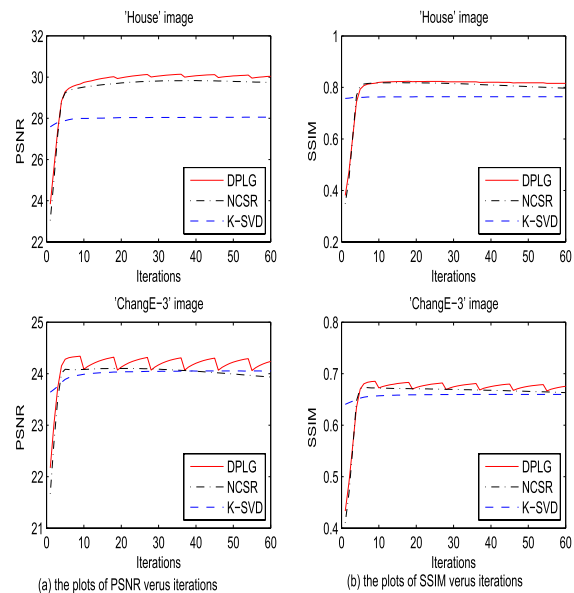 'House' image
32
30
28
26
24
22
PSNR
0 10 20 30 40 50 60
Iterations
DPLG
NCSR
K-SVD
'House' image
1
0.8
0.6
0.4
0.2
SSIM
0 10 20 30 40 50 60
Iterations
DPLG
NCSR
K-SVD
'ChangE-3' image
25
24
23
22
21
PSNR
0 10 20 30 40 50 60
Iterations
DPLG
NCSR
K-SVD
'ChangE-3' image
0.8
0.7
0.6
0.5
0.4
SSIM
0 10 20 30 40 50 60
Iterations
DPLG
NCSR
K-SVD
(a) the plots of PSNR verus iterations
(b) the plots of SSIM verus iterations